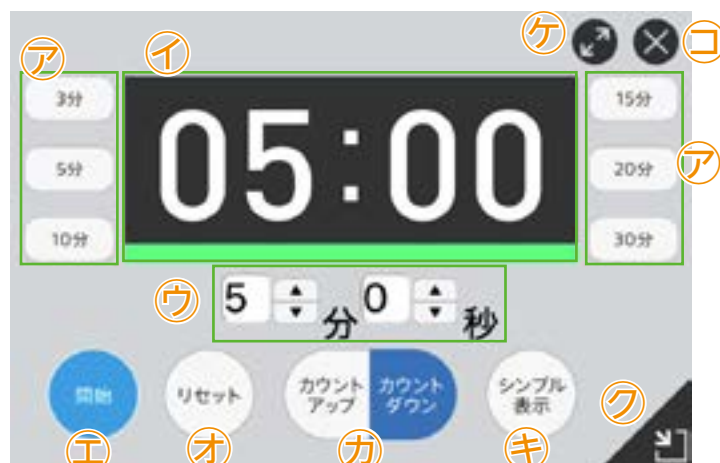 ケ
コ
ア
イ
3分
5分
10分
05:00
15分
20分
30分
ア
ウ
5分0秒
開始
リセット
カウント
アップ
カウント
ダウン
シンプル
表示
ク
エ
オ
カ
キ